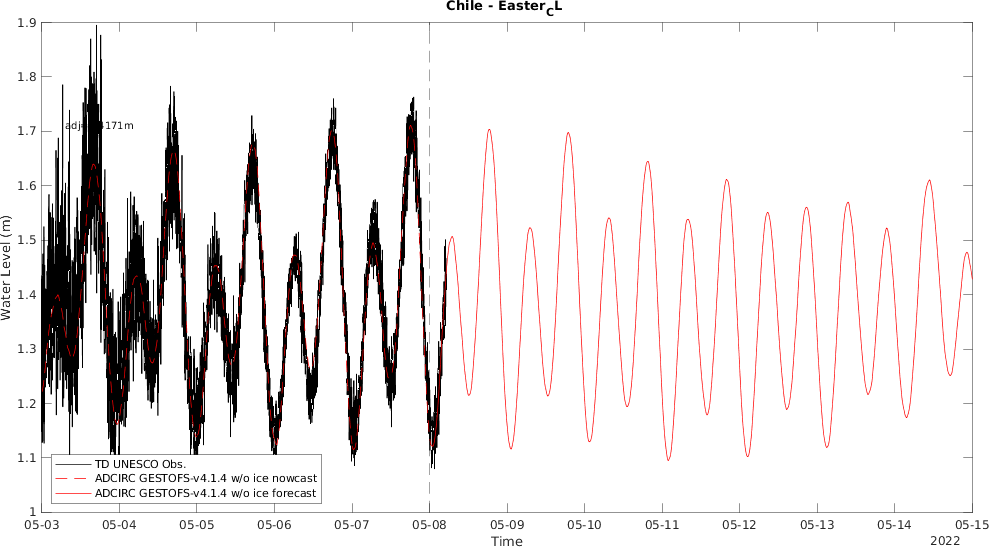 Chile - Easter_CL
1.9
1.8
1.7
1.6
1.5
1.4
1.3
1.2
1.1
1
Water Level (m)
4171m
TD UNESCO Obs.
ADCIRC GESTOFS-v4.1.4 w/o ice nowcast
ADCIRC GESTOFS-v4.1.4 w/o ice forecast
05-03 05-04 05-05 05-06 05-07 05-08 05-09 05-10 05-11 05-12 05-13 05-14 05-15
Time
2022